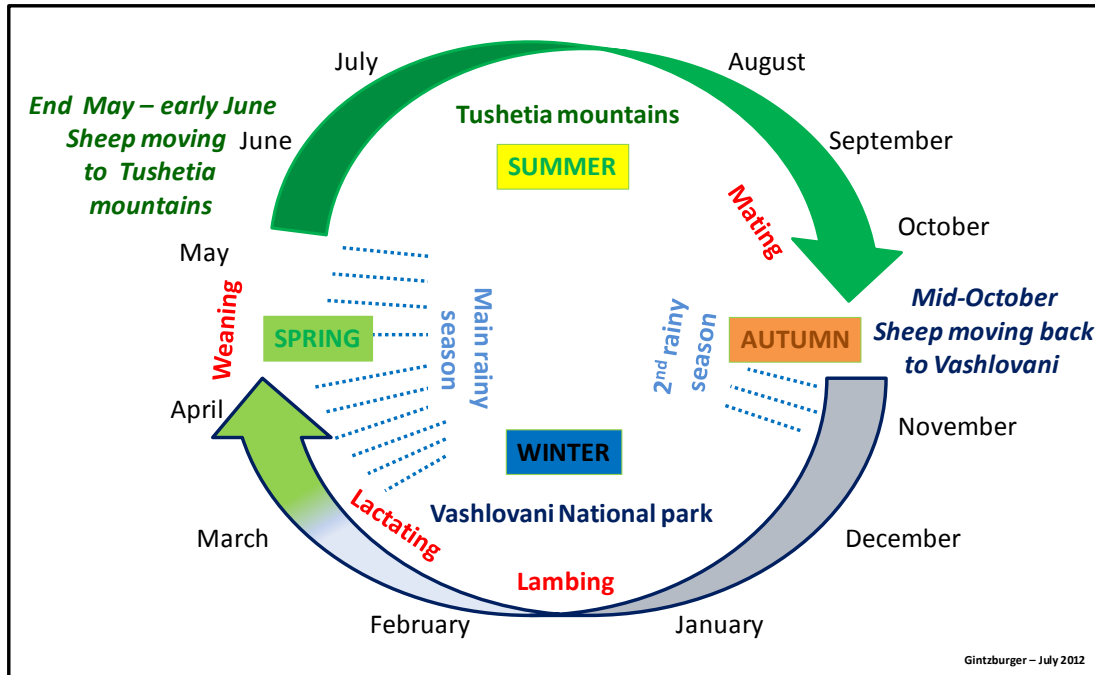 July
August
End May – early June
Sheep moving
to Tushetia
mountains
June
Tushetia mountains
September
SUMMER
Mating
October
May
Weaning
SPRING
Main rainy
season
2nd rainy
season
AUTUMN
Mid-October
Sheep moving back
to Vashlovani
April
November
WINTER
Lactating
Vashlovani National park
March
December
Lambing
February
January
Gintzburger – July 2012